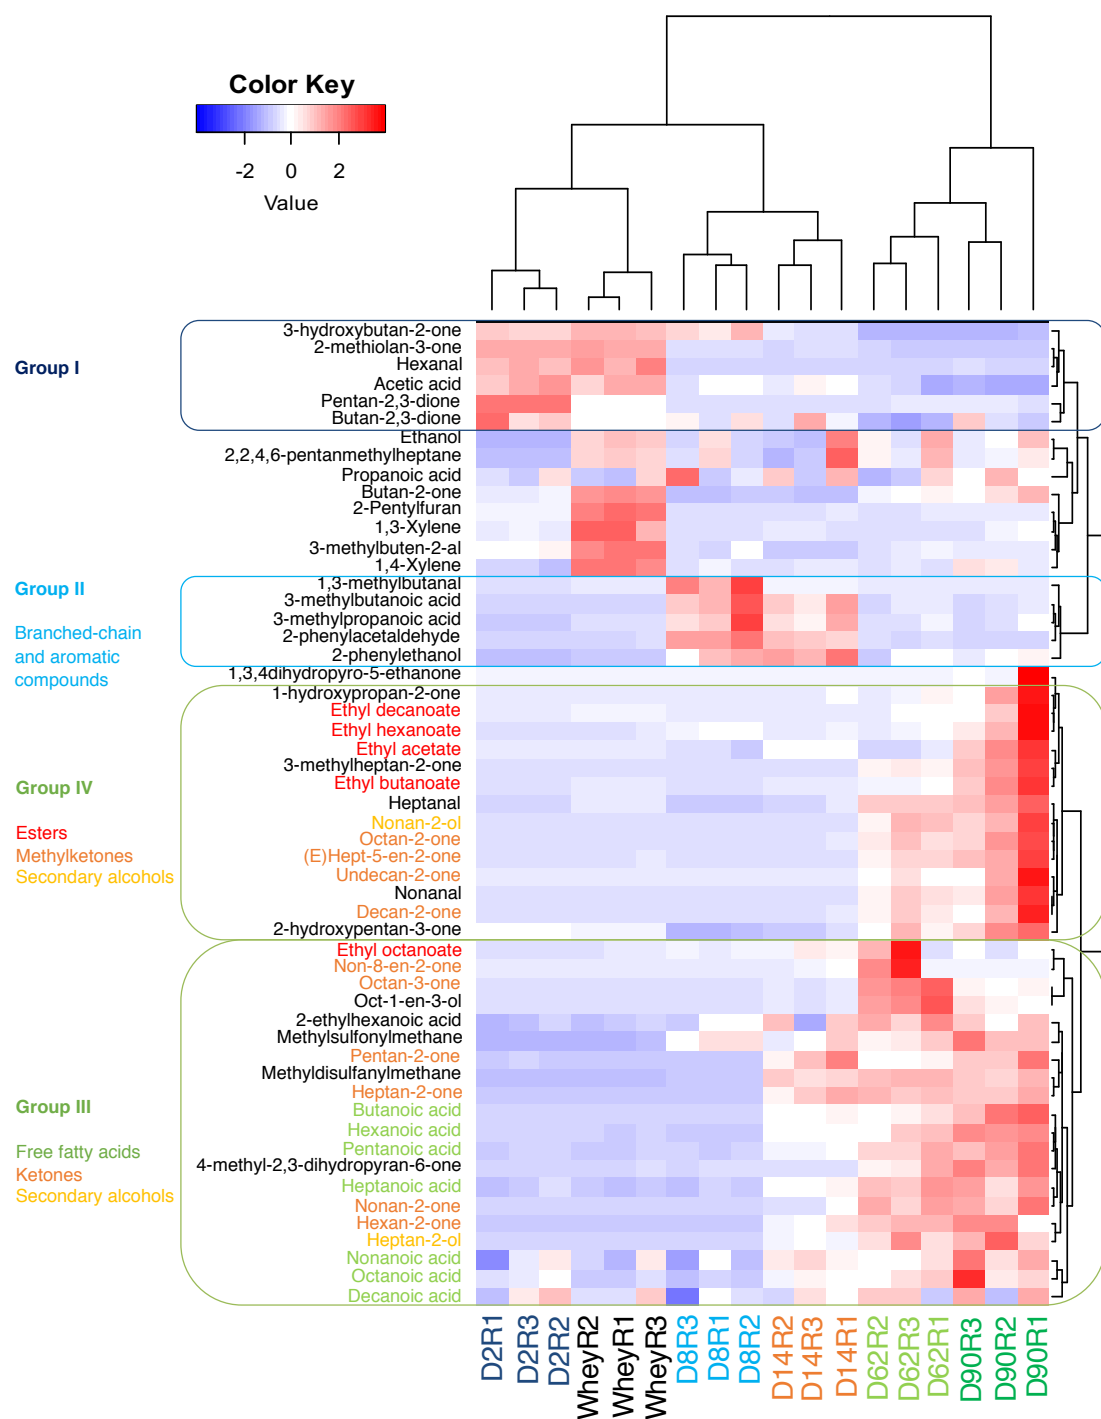 Color Key
-2 0 2
Value
Group I
3-hydroxybutan-2-one
2-methiolan-3-one
Hexanal
Acetic acid
Pentan-2,3-dione
Butan-2,3-dione
Ethanol
2,2,4,6-pentanmethylheptane
Propanoic acid
Butan-2-one
2-Pentylfuran
1,3-Xylene
3-methylbuten-2-al
1,4-Xylene
Group II
Branched-chain
and aromatic
compounds
1,3-methylbutanal
3-methylbutanoic acid
3-methylpropanoic acid
2-phenylacetaldehyde
2-phenylethanol
1,3,4dihydropyro-5-ethanone
1-hydroxypropan-2-one
Ethyl decanoate
Ethyl hexanoate
Ethyl acetate
3-methylheptan-2-one
Ethyl butanoate
Heptanal
Nonan-2-ol
Octan-2-one
(E)Hept-5-en-2-one
Undecan-2-one
Nonanal
Decan-2-one
2-hydroxypentan-3-one
Group IV
Esters
Methylketones
Secondary alcohols
Ethyl octanoate
Non-8-en-2-one
Octan-3-one
Oct-1-en-3-ol
2-ethylhexanoic acid
Methylsulfonylmethane
Pentan-2-one
Methyldisulfanylmethane
Heptan-2-one
Butanoic acid
Hexanoic acid
Pentanoic acid
4-methyl-2,3-dihydropyran-6-one
Heptanoic acid
Nonan-2-one
Hexan-2-one
Heptan-2-ol
Nonanoic acid
Octanoic acid
Decanoic acid
Group III
Free fatty acids
Ketones
Secondary alcohols
D2R1
D2R3
D2R2
WheyR2
WheyR1
WheyR3
D8R3
D8R1
D8R2
D14R2
D14R3
D14R1
D62R2
D62R3
D62R1
D90R3
D90R2
D90R1